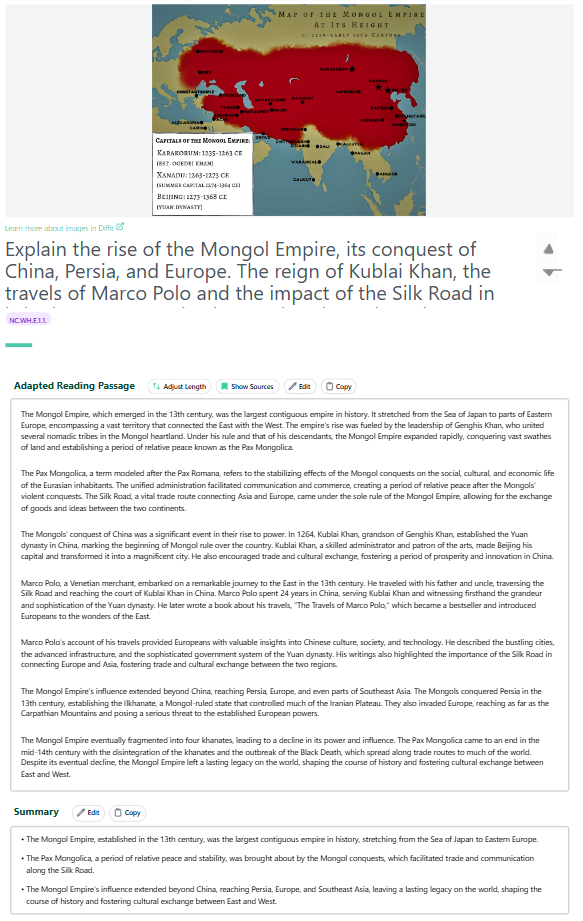 MAP OF THE MONGOL EMPIRE
AT ITS HEIGHT
CONSTANTINOPLE
ALEXANDRIA
CAIRO
KARAKORUM
DALI
PAGAN
CALICUT
ANGKOR
CAPITALS OF THE MONGOL EMPIRE:
KARAKORUM: 1235-1263 CE
(EST. OGEDEI KHAN)
XANADU: 1263-1273 CE
(SUMMER CAPITAL 1274-1364 CE)
BEIJING: 1273-1368 CE
(YUAN DYNASTY)
Learn more about images in Diffit
Explain the rise of the Mongol Empire, its conquest of
China, Persia, and Europe. The reign of Kublai Khan, the
travels of Marco Polo and the impact of the Silk Road in
NC.WH.E.1.1.
Adapted Reading Passage
Adjust Length
Show Sources
Edit
Copy
The Mongol Empire, which emerged in the 13th century, was the largest contiguous empire in history. It stretched from the Sea of Japan to parts of Eastern
Europe, encompassing a vast territory that connected the East with the West. The empire's rise was fueled by the leadership of Genghis Khan, who united
several nomadic tribes in the Mongol heartland. Under his rule and that of his descendants, the Mongol Empire expanded rapidly, conquering vast swathes
of land and establishing a period of relative peace known as the Pax Mongolica.
The Pax Mongolica, a term modeled after the Pax Romana, refers to the stabilizing effects of the Mongol conquests on the social, cultural, and economic life
of the Eurasian inhabitants. The unified administration facilitated communication and commerce, creating a period of relative peace after the Mongols'
violent conquests. The Silk Road, a vital trade route connecting Asia and Europe, came under the sole rule of the Mongol Empire, allowing for the exchange
of goods and ideas between the two continents.
The Mongols' conquest of China was a significant event in their rise to power. In 1264, Kublai Khan, grandson of Genghis Khan, established the Yuan
dynasty in China, marking the beginning of Mongol rule over the country. Kublai Khan, a skilled administrator and patron of the arts, made Beijing his
capital and transformed it into a magnificent city. He also encouraged trade and cultural exchange, fostering a period of prosperity and innovation in China.
Marco Polo, a Venetian merchant, embarked on a remarkable journey to the East in the 13th century. He traveled with his father and uncle, traversing the
Silk Road and reaching the court of Kublai Khan in China. Marco Polo spent 24 years in China, serving Kublai Khan and witnessing firsthand the grandeur
and sophistication of the Yuan dynasty. He later wrote a book about his travels, "The Travels of Marco Polo," which became a bestseller and introduced
Europeans to the wonders of the East.
Marco Polo's account of his travels provided Europeans with valuable insights into Chinese culture, society, and technology. He described the bustling cities,
the advanced infrastructure, and the sophisticated government system of the Yuan dynasty. His writings also highlighted the importance of the Silk Road in
connecting Europe and Asia, fostering trade and cultural exchange between the two regions.
The Mongol Empire's influence extended beyond China, reaching Persia, Europe, and even parts of Southeast Asia. The Mongols conquered Persia in the
13th century, establishing the Ilkhanate, a Mongol-ruled state that controlled much of the Iranian Plateau. They also invaded Europe, reaching as far as the
Carpathian Mountains and posing a serious threat to the established European powers.
The Mongol Empire eventually fragmented into four khanates, leading to a decline in its power and influence. The Pax Mongolica came to an end in the
mid-14th century with the disintegration of the khanates and the outbreak of the Black Death, which spread along trade routes to much of the world.
Despite its eventual decline, the Mongol Empire left a lasting legacy on the world, shaping the course of history and fostering cultural exchange between
East and West.
Summary
Edit
Copy
• The Mongol Empire, established in the 13th century, was the largest contiguous empire in history, stretching from the Sea of Japan to Eastern Europe.
• The Pax Mongolica, a period of relative peace and stability, was brought about by the Mongol conquests, which facilitated trade and communication
along the Silk Road.
• The Mongol Empire's influence extended beyond China, reaching Persia, Europe, and Southeast Asia, leaving a lasting legacy on the world, shaping the
course of history and fostering cultural exchange between East and West.